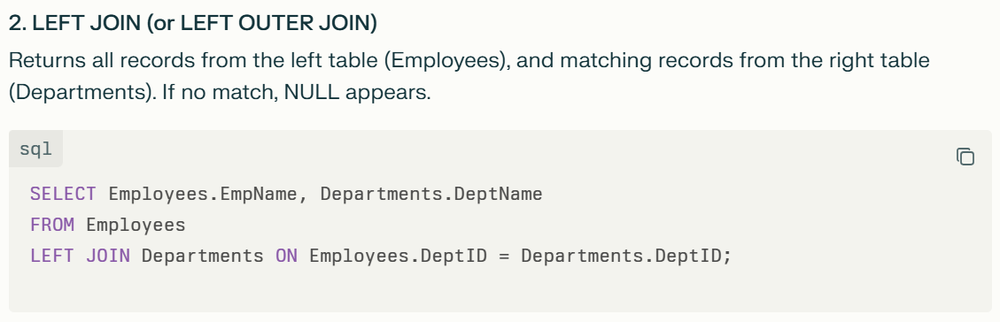 2. LEFT JOIN (or LEFT OUTER JOIN)
Returns all records from the left table (Employees), and matching records from the right table
(Departments). If no match, NULL appears.
sql
SELECT Employees.EmpName, Departments.DeptName
FROM Employees
LEFT JOIN Departments ON Employees.DeptID = Departments.DeptID;